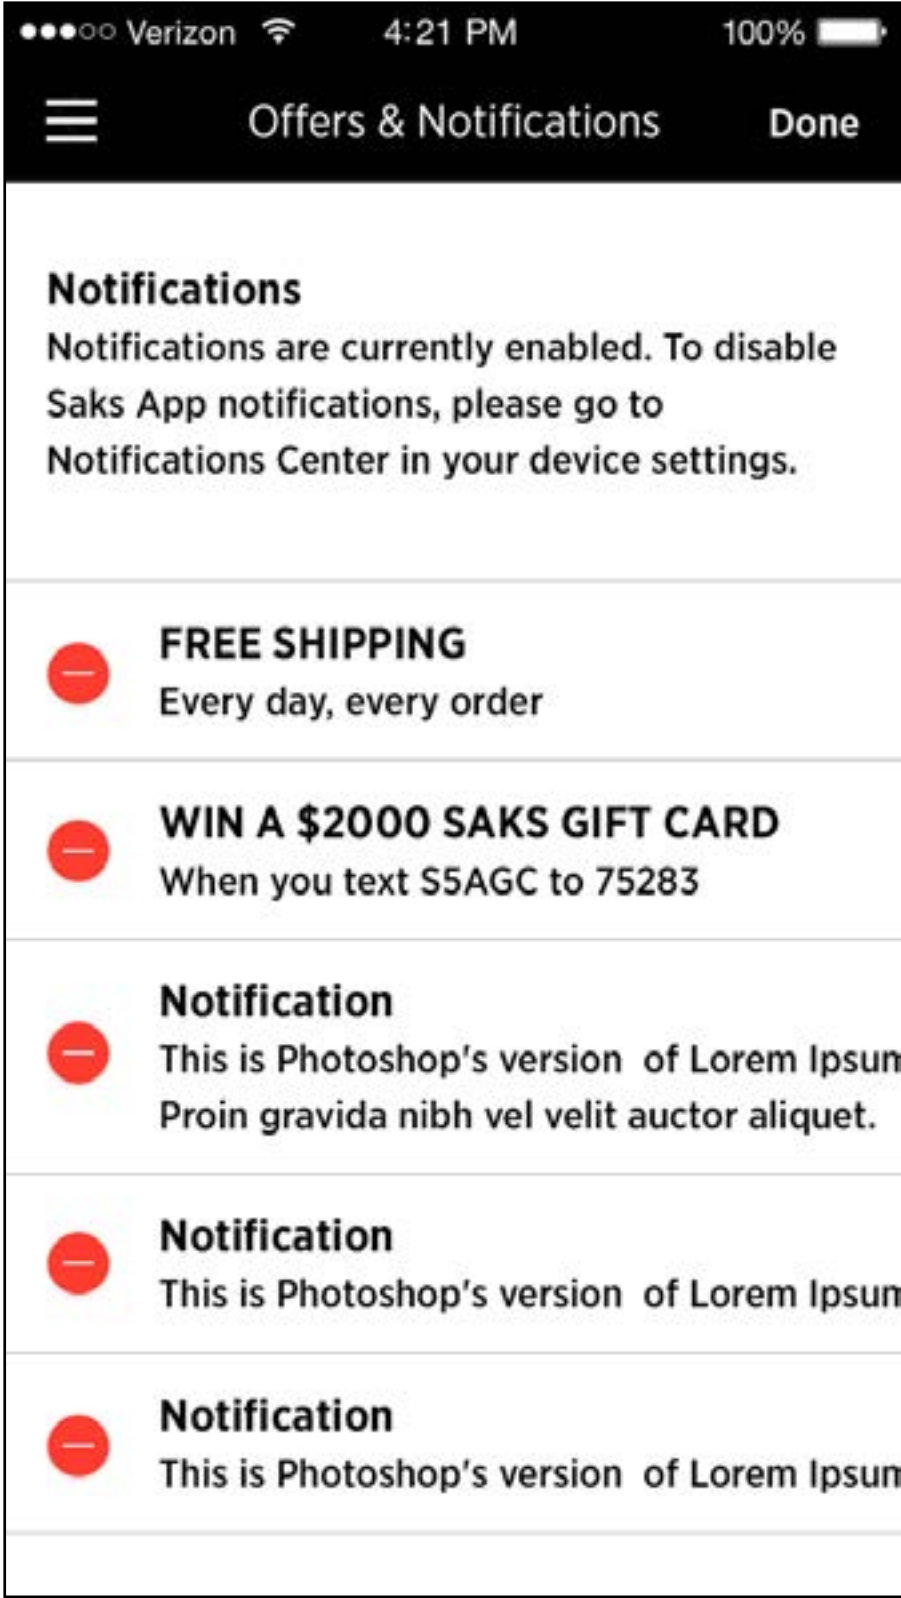 Verizon 4:21 PM 100%
Offers & Notifications Done
Notifications
Notifications are currently enabled. To disable
Saks App notifications, please go to
Notifications Center in your device settings.
FREE SHIPPING
Every day, every order
WIN A $2000 SAKS GIFT CARD
When you text S5AGC to 75283
Notification
This is Photoshop's version  of Lorem Ipsum
Proin gravida nibh vel velit auctor aliquet.
Notification
This is Photoshop's version  of Lorem Ipsum
Notification
This is Photoshop's version  of Lorem Ipsum